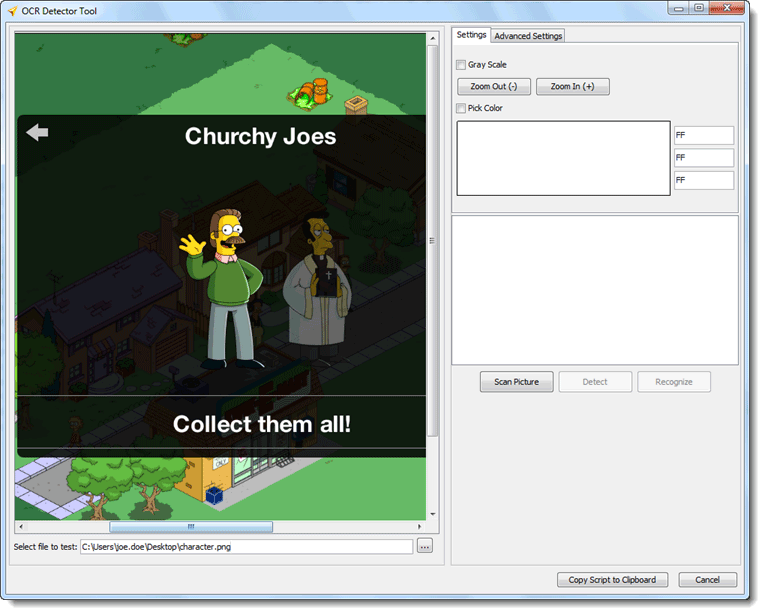 OCR Detector Tool
Settings
Advanced Settings
Gray Scale
Zoom Out (-)
Zoom In (+)
Pick Color
FF
FF
FF
Churchy Joes
Collect them all!
Scan Picture
Detect
Recognize
Select file to test:
C:\Users\joe.doe\Desktop\character.png
...
Copy Script to Clipboard
Cancel